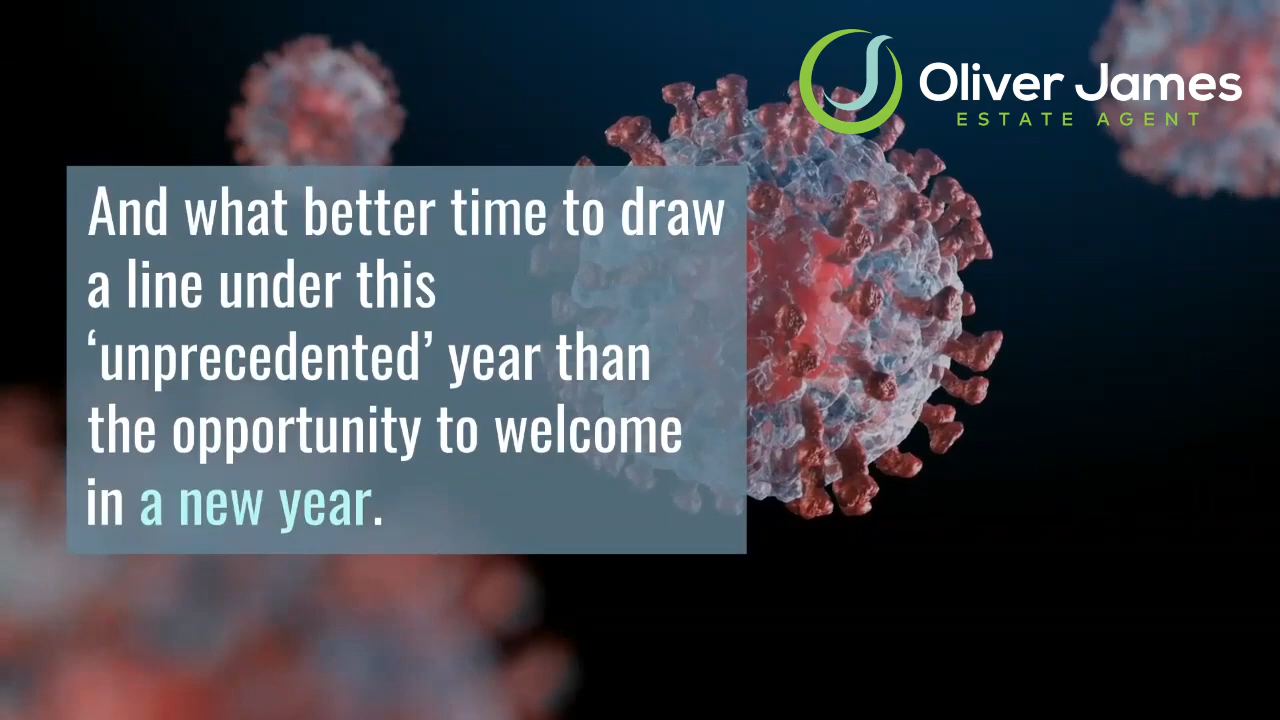 Oliver James
ESTATE AGENT
And what better time to draw
a line under this
‘unprecedented’ year than
the opportunity to welcome
in a new year.